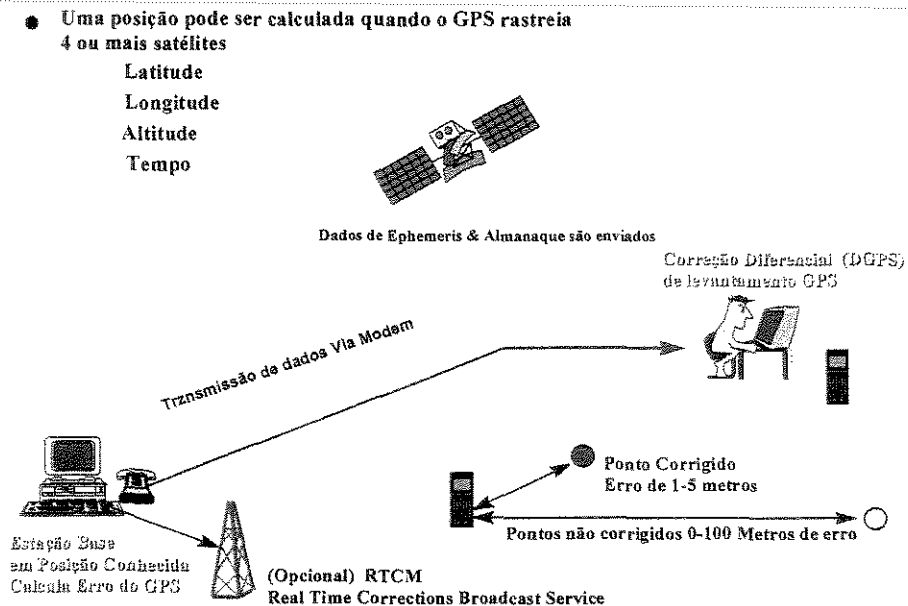 Uma posição pode ser calculada quando o GPS rastreia
4 ou mais satélites
Latitude
Longitude
Altitude
Tempo
Dados de Ephemeris & Almanaque são enviados
Correção Diferencial (DGPS)
de levantamento GPS
Trznsmissão de dados Via Modem
Ponto Corrigido
Erro de 1-5 metros
Pontos não corrigidos 0-100 Metros de erro
Estação Base
em Posição Conhecida
Calcula Erro do GPS
(Opcional) RTCM
Real Time Corrections Broadcast Service